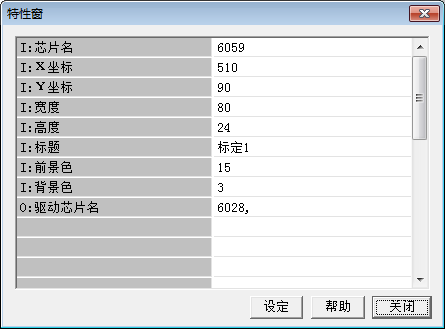 特性窗
I:芯片名 6059
I:X坐标 510
I:Y坐标 90
I:宽度 80
I:高度 24
I:标题 标定1
I:前景色 15
I:背景色 3
O:驱动芯片名 6028,
设定 帮助 关闭